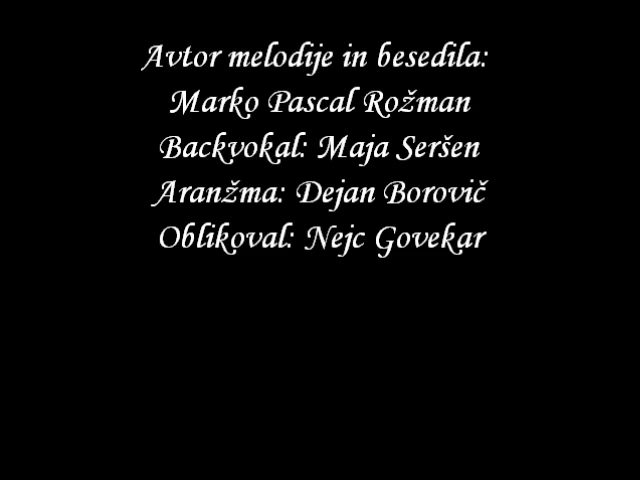 Avtor melodije in besedila:
Marko Pascal Rožman
Backvokal: Maja Seršen
Aranžma: Dejan Borovič
Oblikoval: Nejc Govekar